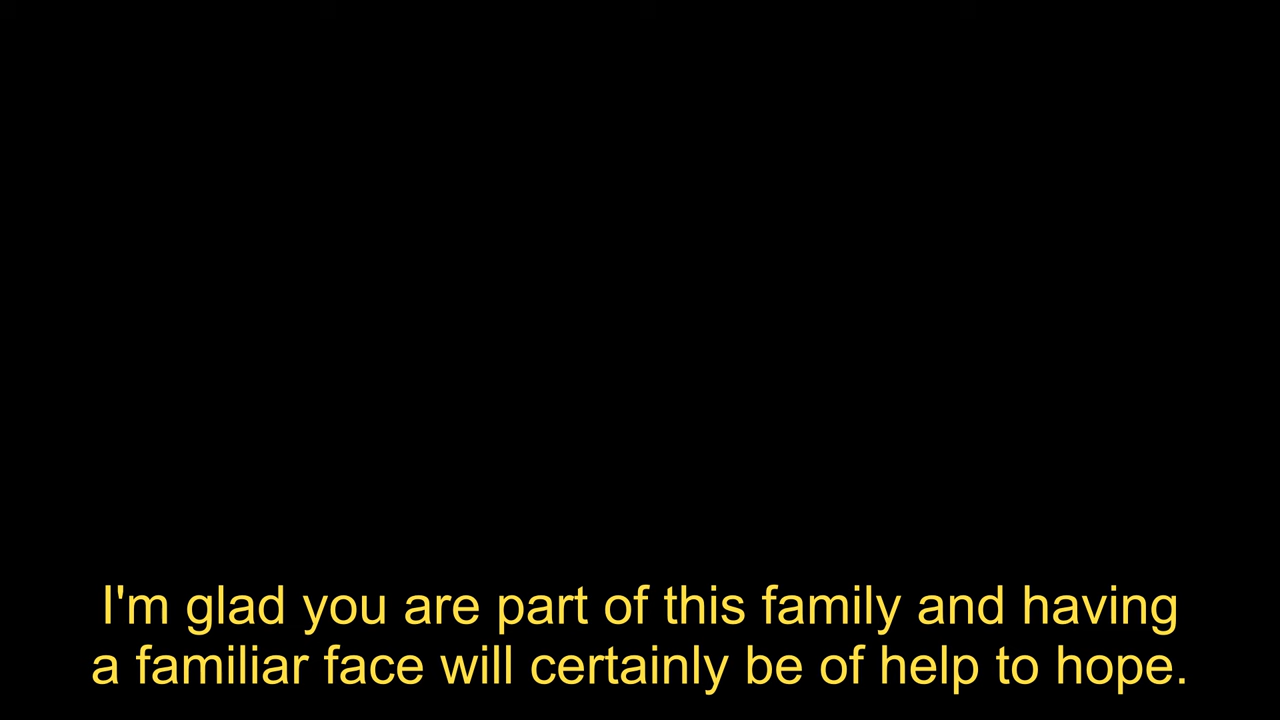 I'm glad you are part of this family and having
a familiar face will certainly be of help to hope.